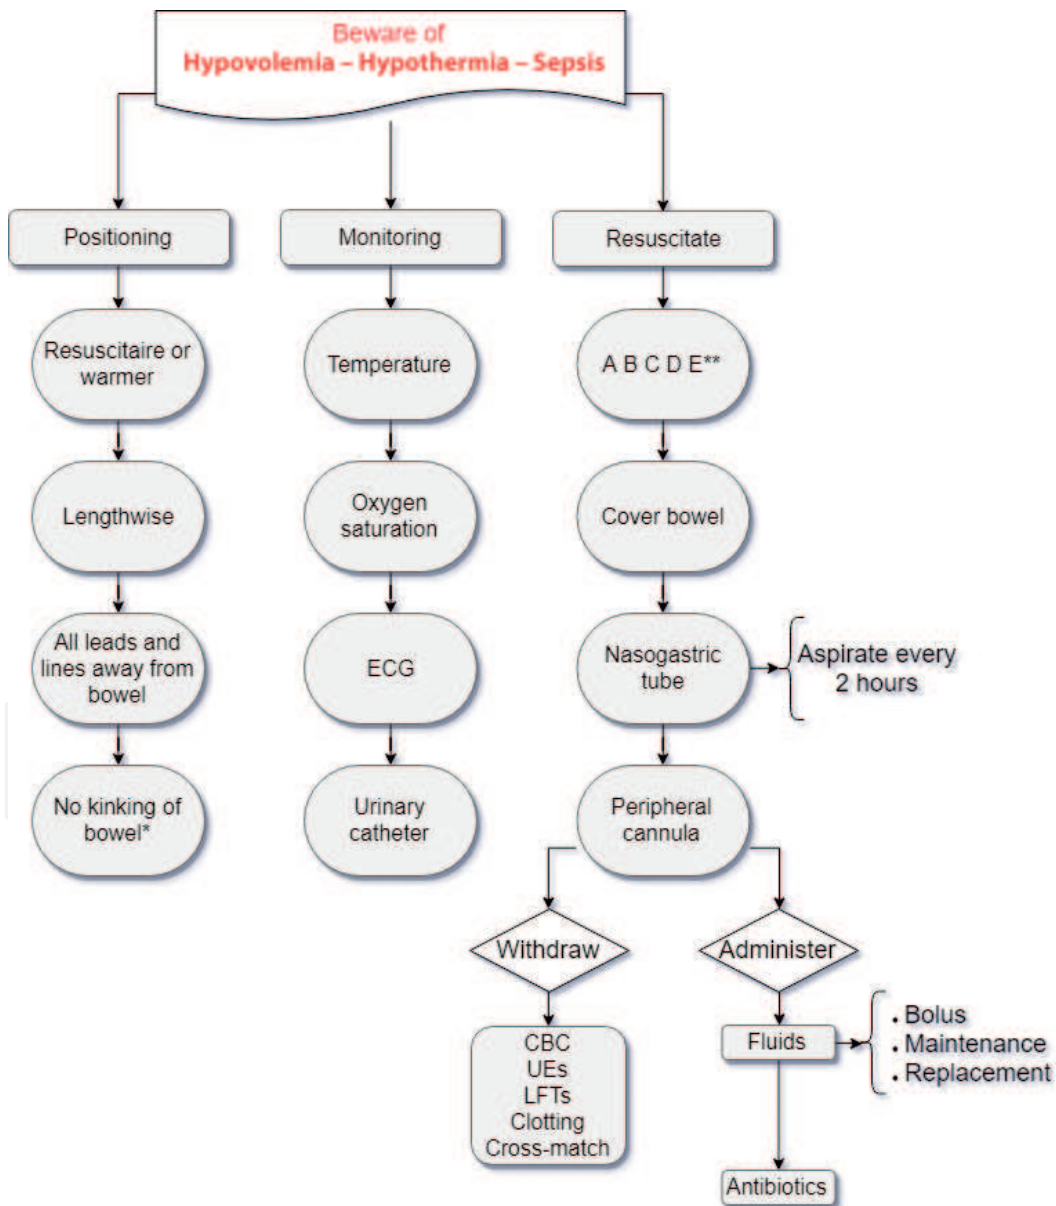 Beware of
Hypovolemia – Hypothermia – Sepsis
Positioning
Resuscitaire or
warmer
Lengthwise
All leads and
lines away from
bowel
No kinking of
bowel*
Monitoring
Temperature
Oxygen
saturation
ECG
Urinary
catheter
Resuscitate
A B C D E**
Cover bowel
Nasogastric
tube
Aspirate every
2 hours
Peripheral
cannula
Withdraw
CBC
UEs
LFTs
Clotting
Cross-match
Administer
Fluids
. Bolus
. Maintenance
. Replacement
Antibiotics